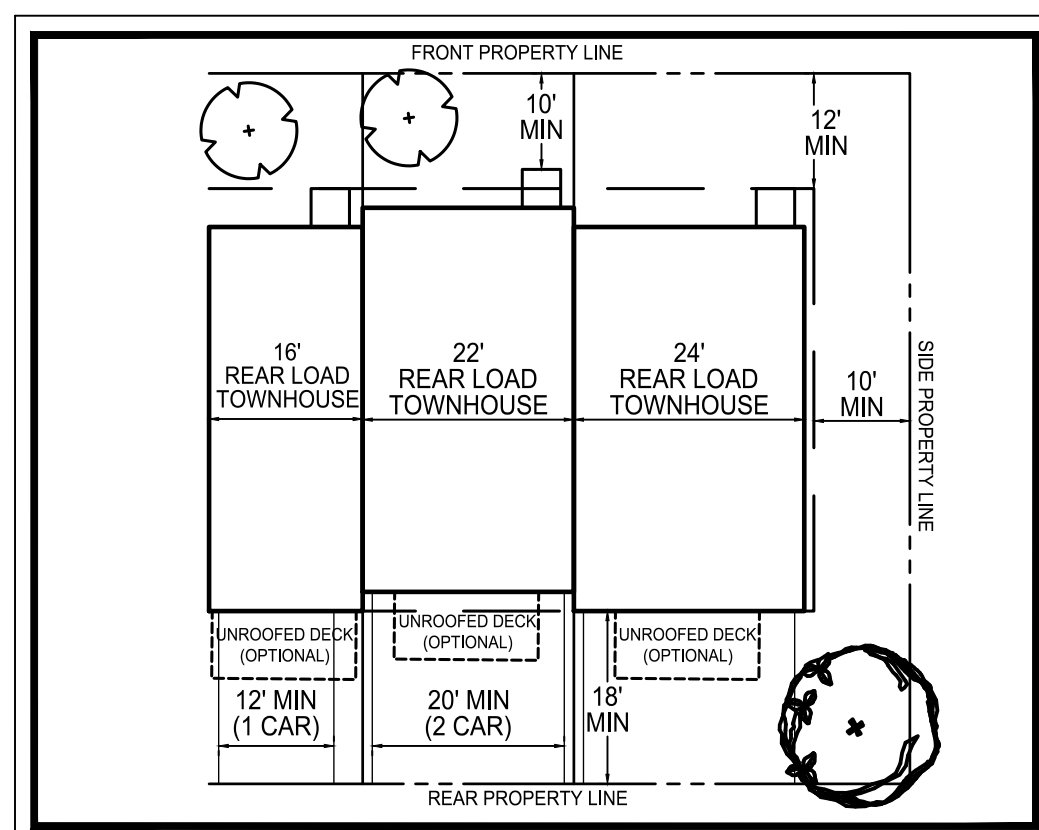 FRONT PROPERTY LINE
10'
MIN
12'
MIN
16'
REAR LOAD
TOWNHOUSE
22'
REAR LOAD
TOWNHOUSE
24'
REAR LOAD
TOWNHOUSE
10'
MIN
SIDE PROPERTY LINE
UNROOFED DECK
(OPTIONAL)
UNROOFED DECK
(OPTIONAL)
UNROOFED DECK
(OPTIONAL)
12' MIN
(1 CAR)
20' MIN
(2 CAR)
18'
MIN
REAR PROPERTY LINE